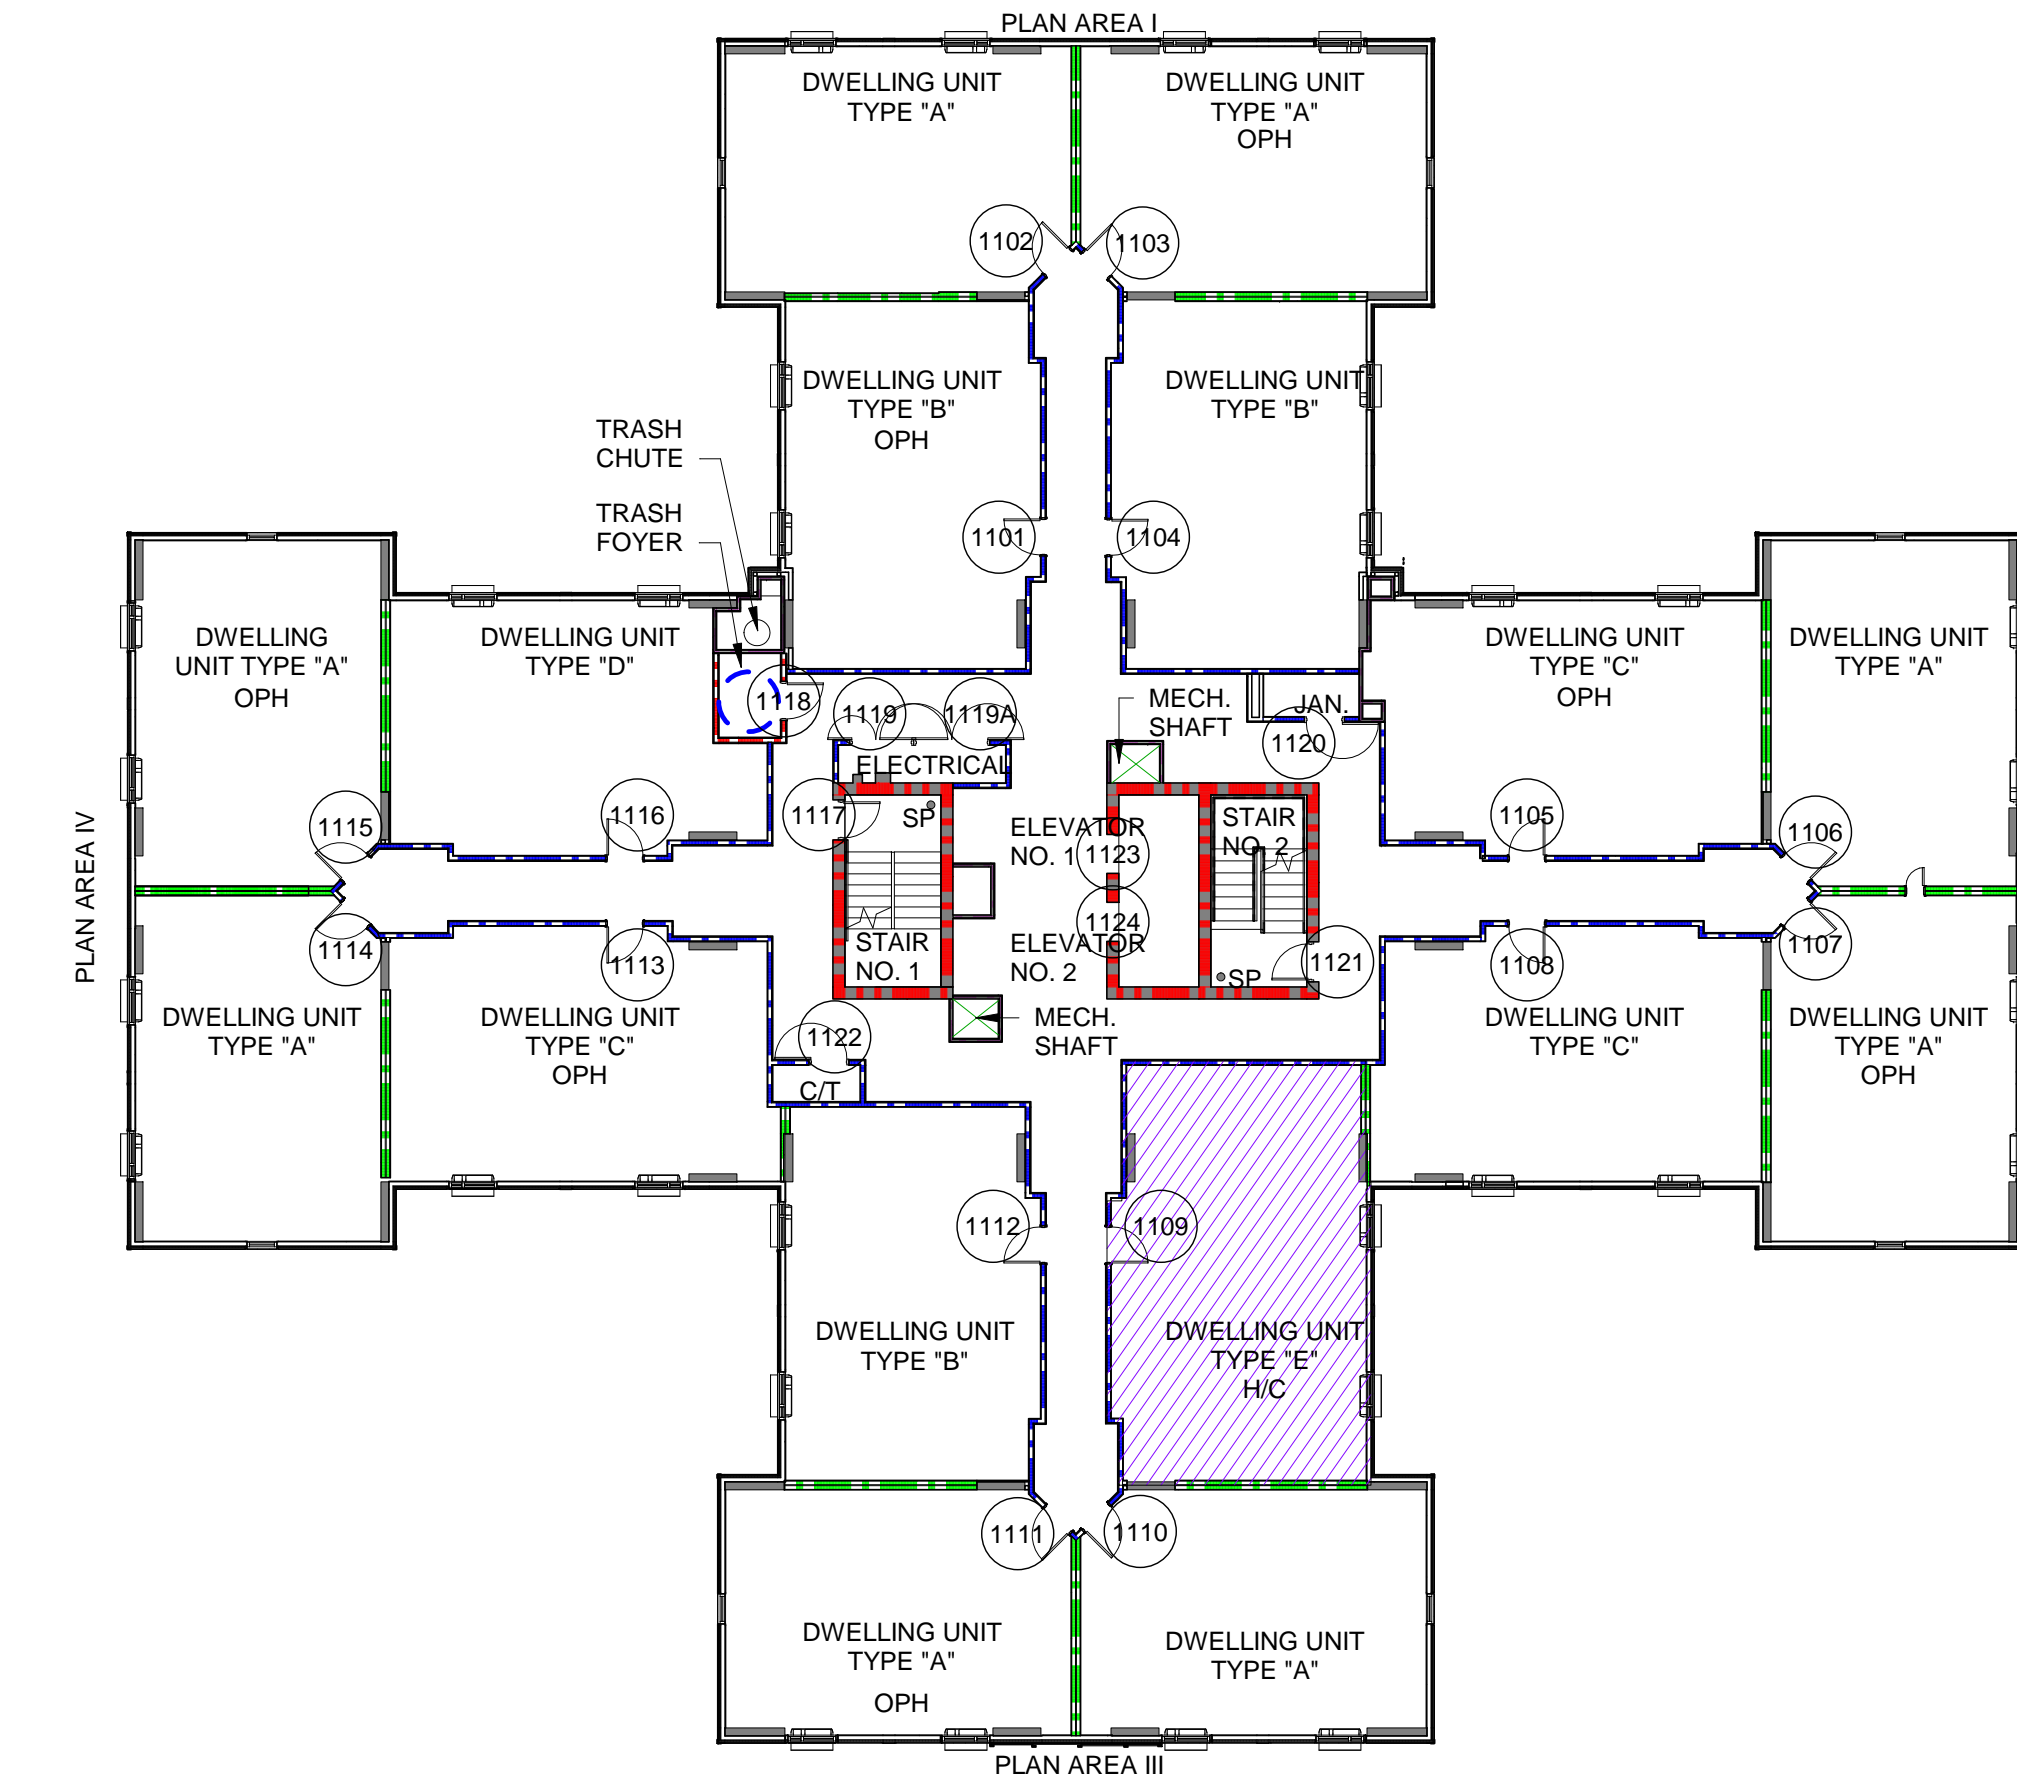 PLAN AREA I
DWELLING UNIT
TYPE "A"
DWELLING UNIT
TYPE "A"
OPH
1102
1103
DWELLING UNIT
TYPE "B"
OPH
DWELLING UNIT
TYPE "B"
TRASH
CHUTE
TRASH
FOYER
1101
1104
DWELLING
UNIT TYPE "A"
OPH
DWELLING UNIT
TYPE "D"
DWELLING UNIT
TYPE "C"
OPH
DWELLING UNIT
TYPE "A"
1118
1119
1119A
MECH.
SHAFT
JAN.
1120
ELECTRICAL
1115
1116
1117
SP
ELEVATOR
NO. 1
1123
STAIR
NO. 2
1105
1106
PLAN AREA IV
1114
1113
STAIR
NO. 1
1124
ELEVATOR
NO. 2
SP
1121
1108
1107
DWELLING UNIT
TYPE "A"
DWELLING UNIT
TYPE "C"
OPH
1122
C/T
MECH.
SHAFT
DWELLING UNIT
TYPE "C"
DWELLING UNIT
TYPE "A"
OPH
1112
1109
DWELLING UNIT
TYPE "B"
DWELLING UNIT
TYPE "E"
H/C
1111
1110
DWELLING UNIT
TYPE "A"
OPH
DWELLING UNIT
TYPE "A"
PLAN AREA III